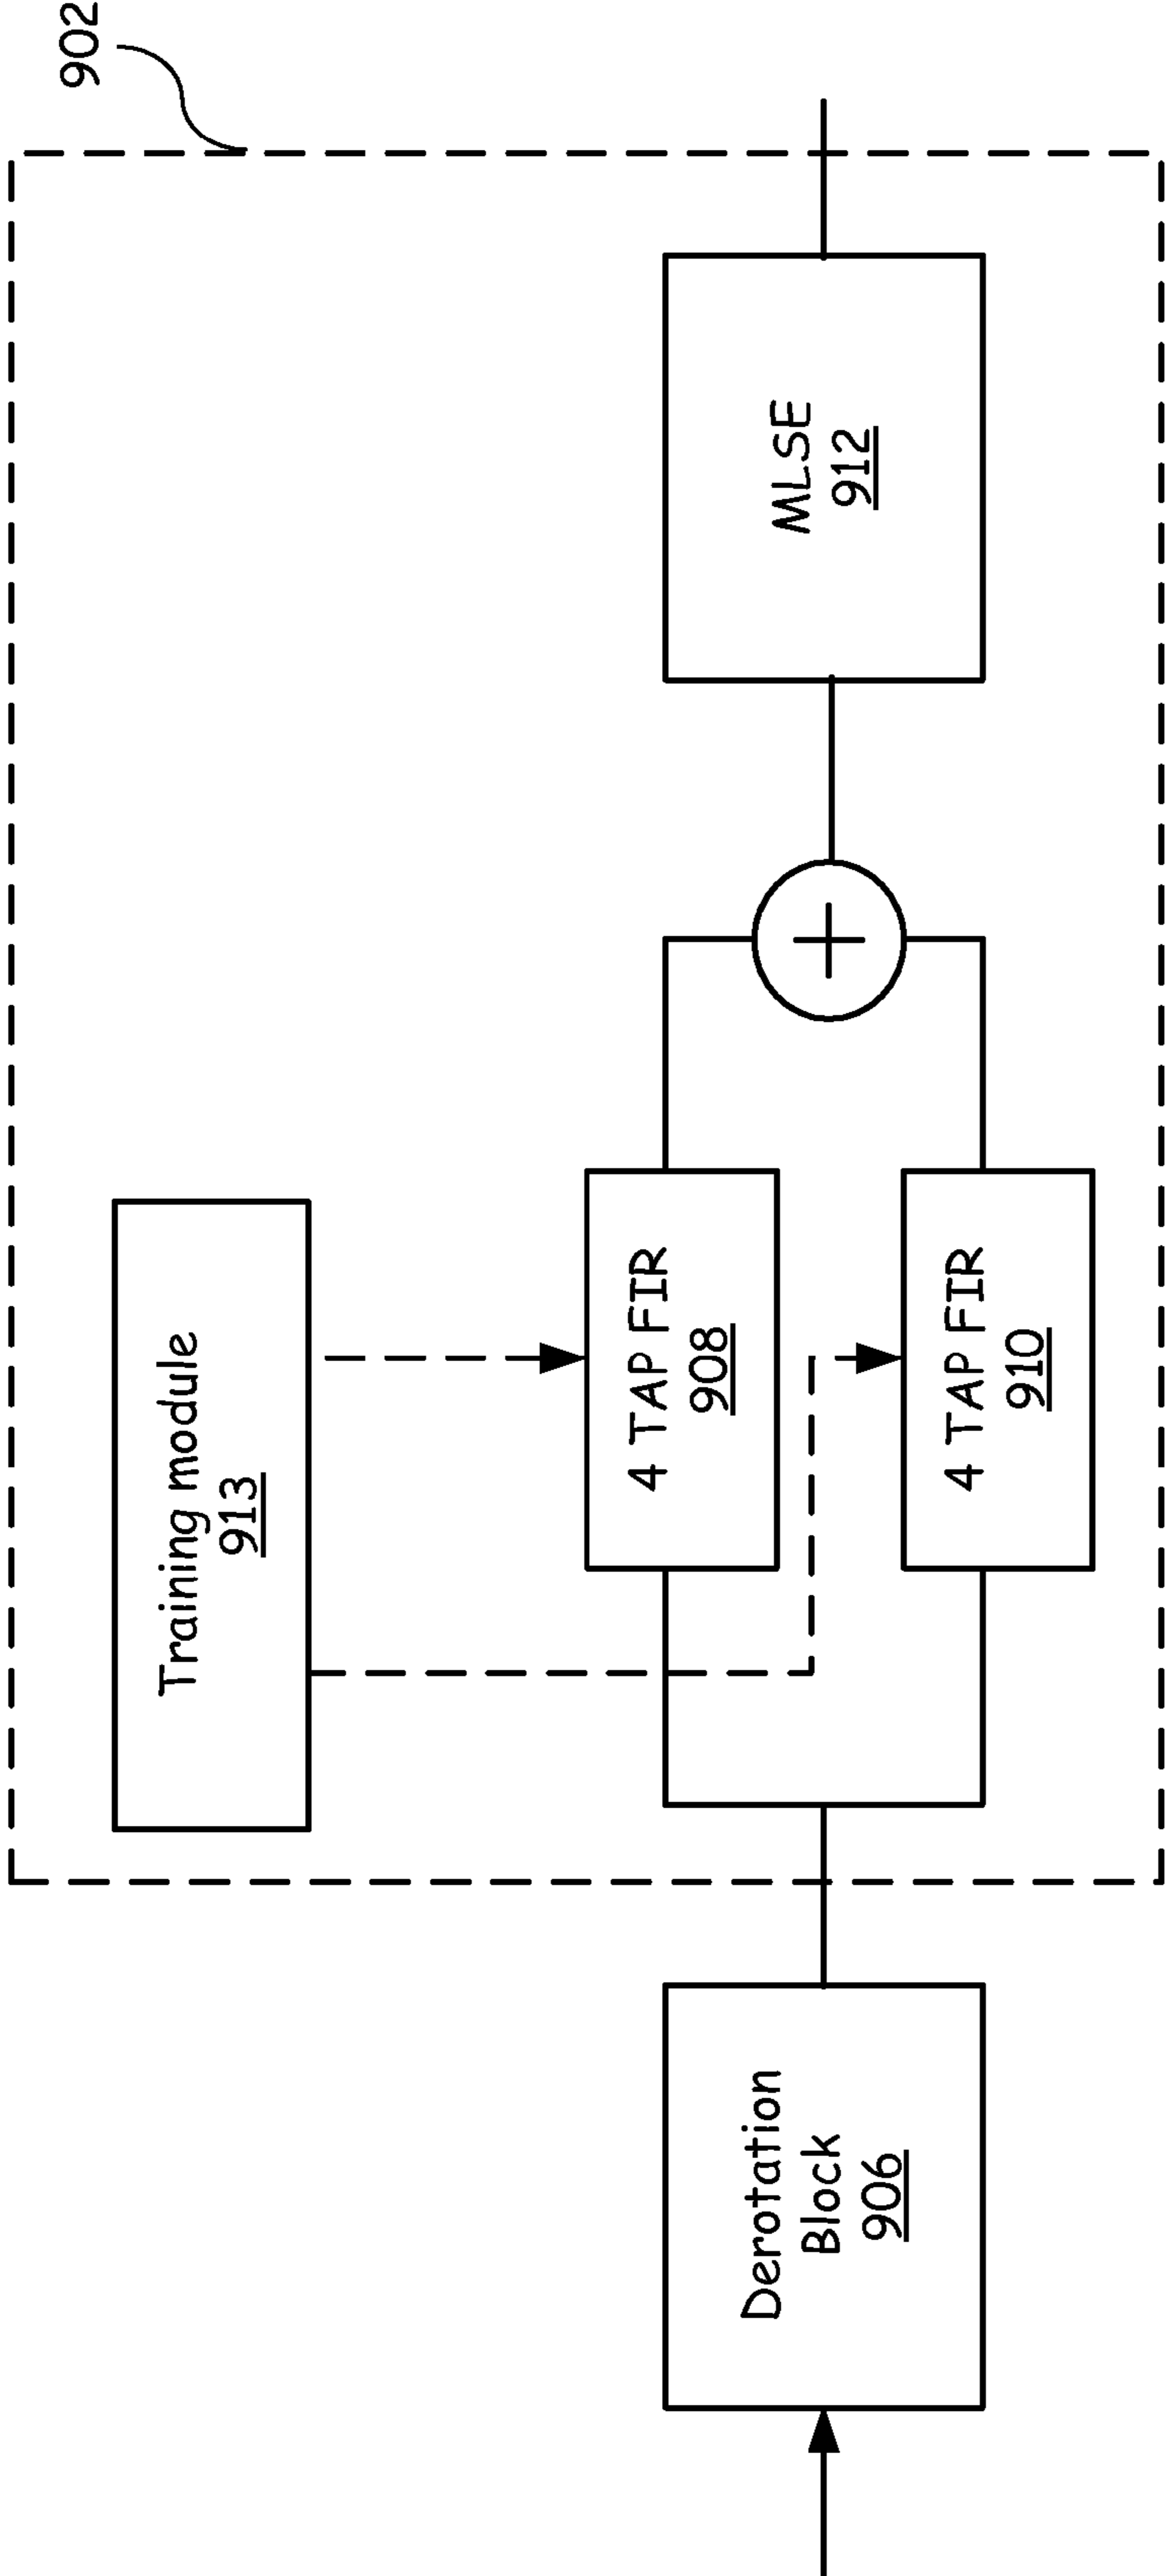 902
Training module
913
4 TAP FIR
908
4 TAP FIR
910
MLSE
912
Derotation
Block
906